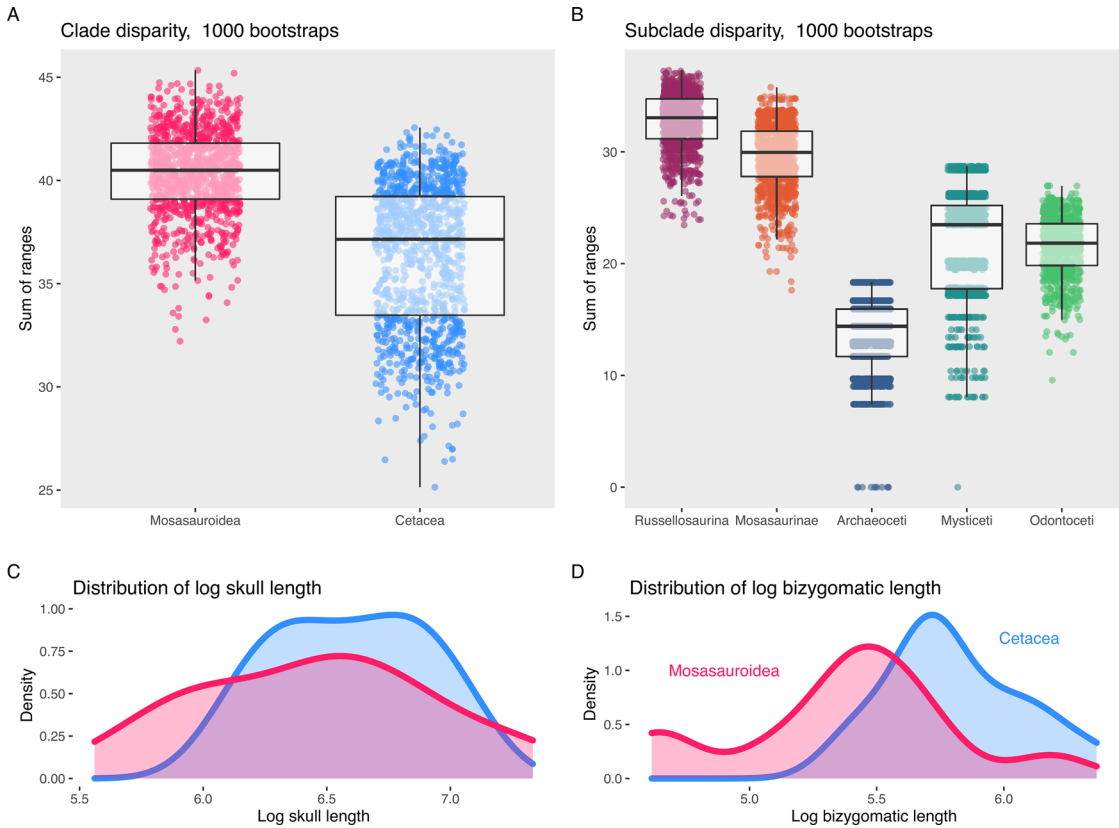 A
Clade disparity, 1000 bootstraps
Sum of ranges
45
40
35
30
25
Mosasauroidea
Cetacea
B
Subclade disparity, 1000 bootstraps
Sum of ranges
30
20
10
0
Russellosaurina
Mosasaurinae
Archaeoceti
Mysticeti
Odontoceti
C
Distribution of log skull length
Density
1.00
0.75
0.50
0.25
0.00
5.5
6.0
6.5
7.0
Log skull length
D
Distribution of log bizygomatic length
Density
1.5
1.0
0.5
0.0
Mosasauroidea
Cetacea
5.0
5.5
6.0
Log bizygomatic length